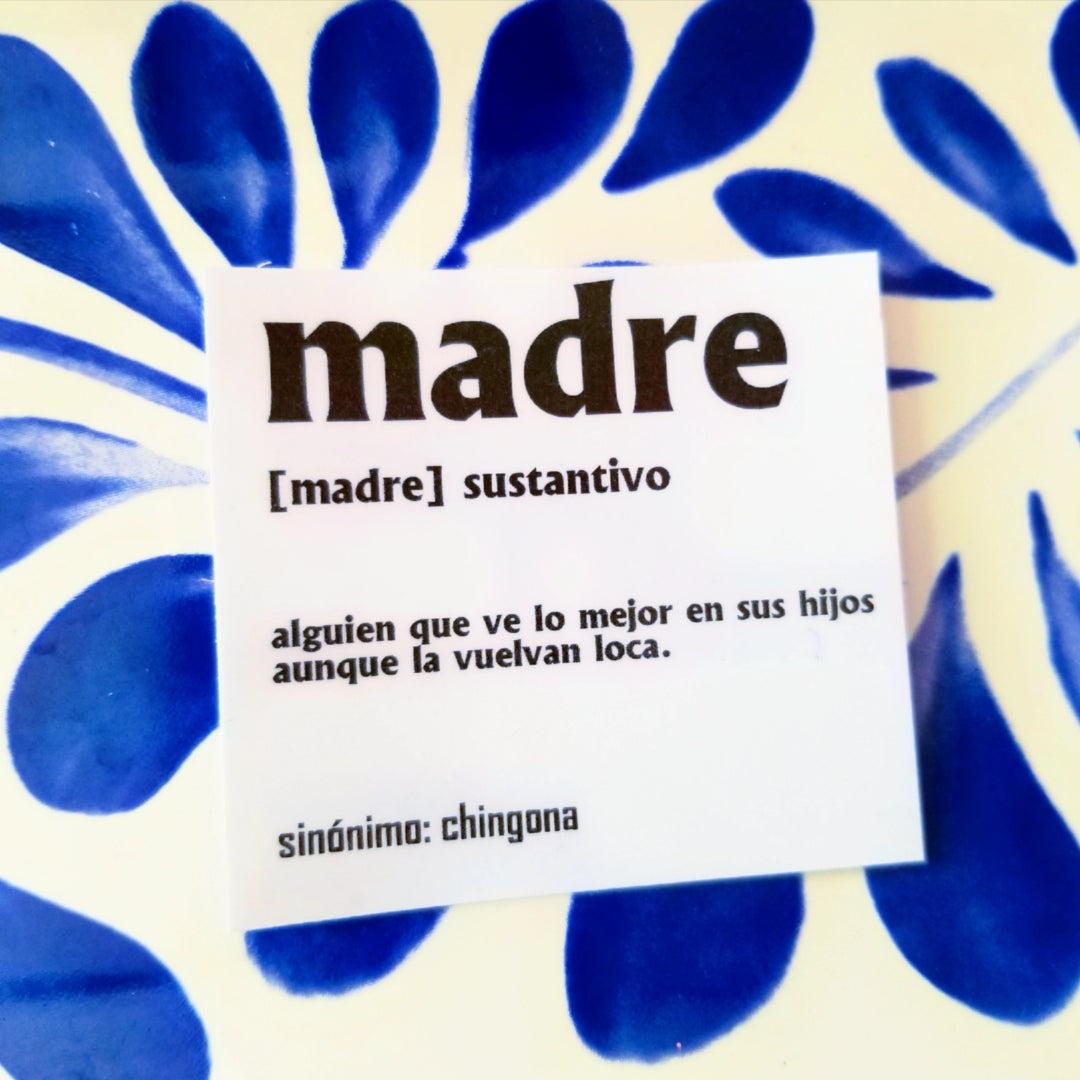 madre
[madre] sustantivo
alguien que ve lo mejor en sus hijos
aunque la vuelvan loca.
sinónimo: chingona